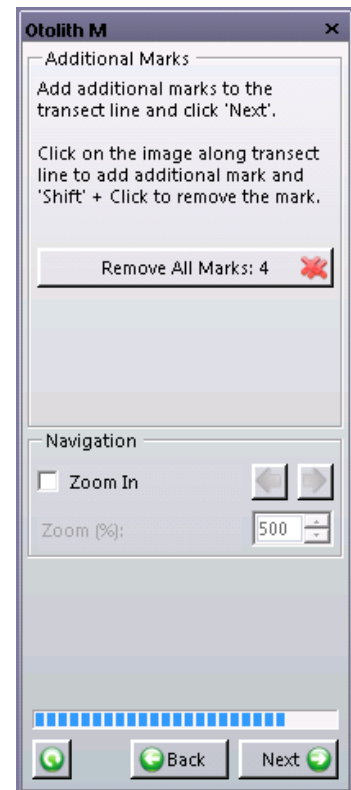 Otolith M
Additional Marks
Add additional marks to the
transect line and click 'Next'.
Click on the image along transect
line to add additional mark and
'Shift' + Click to remove the mark.
Remove All Marks: 4
Navigation
Zoom In
Zoom (%):
500
Back
Next